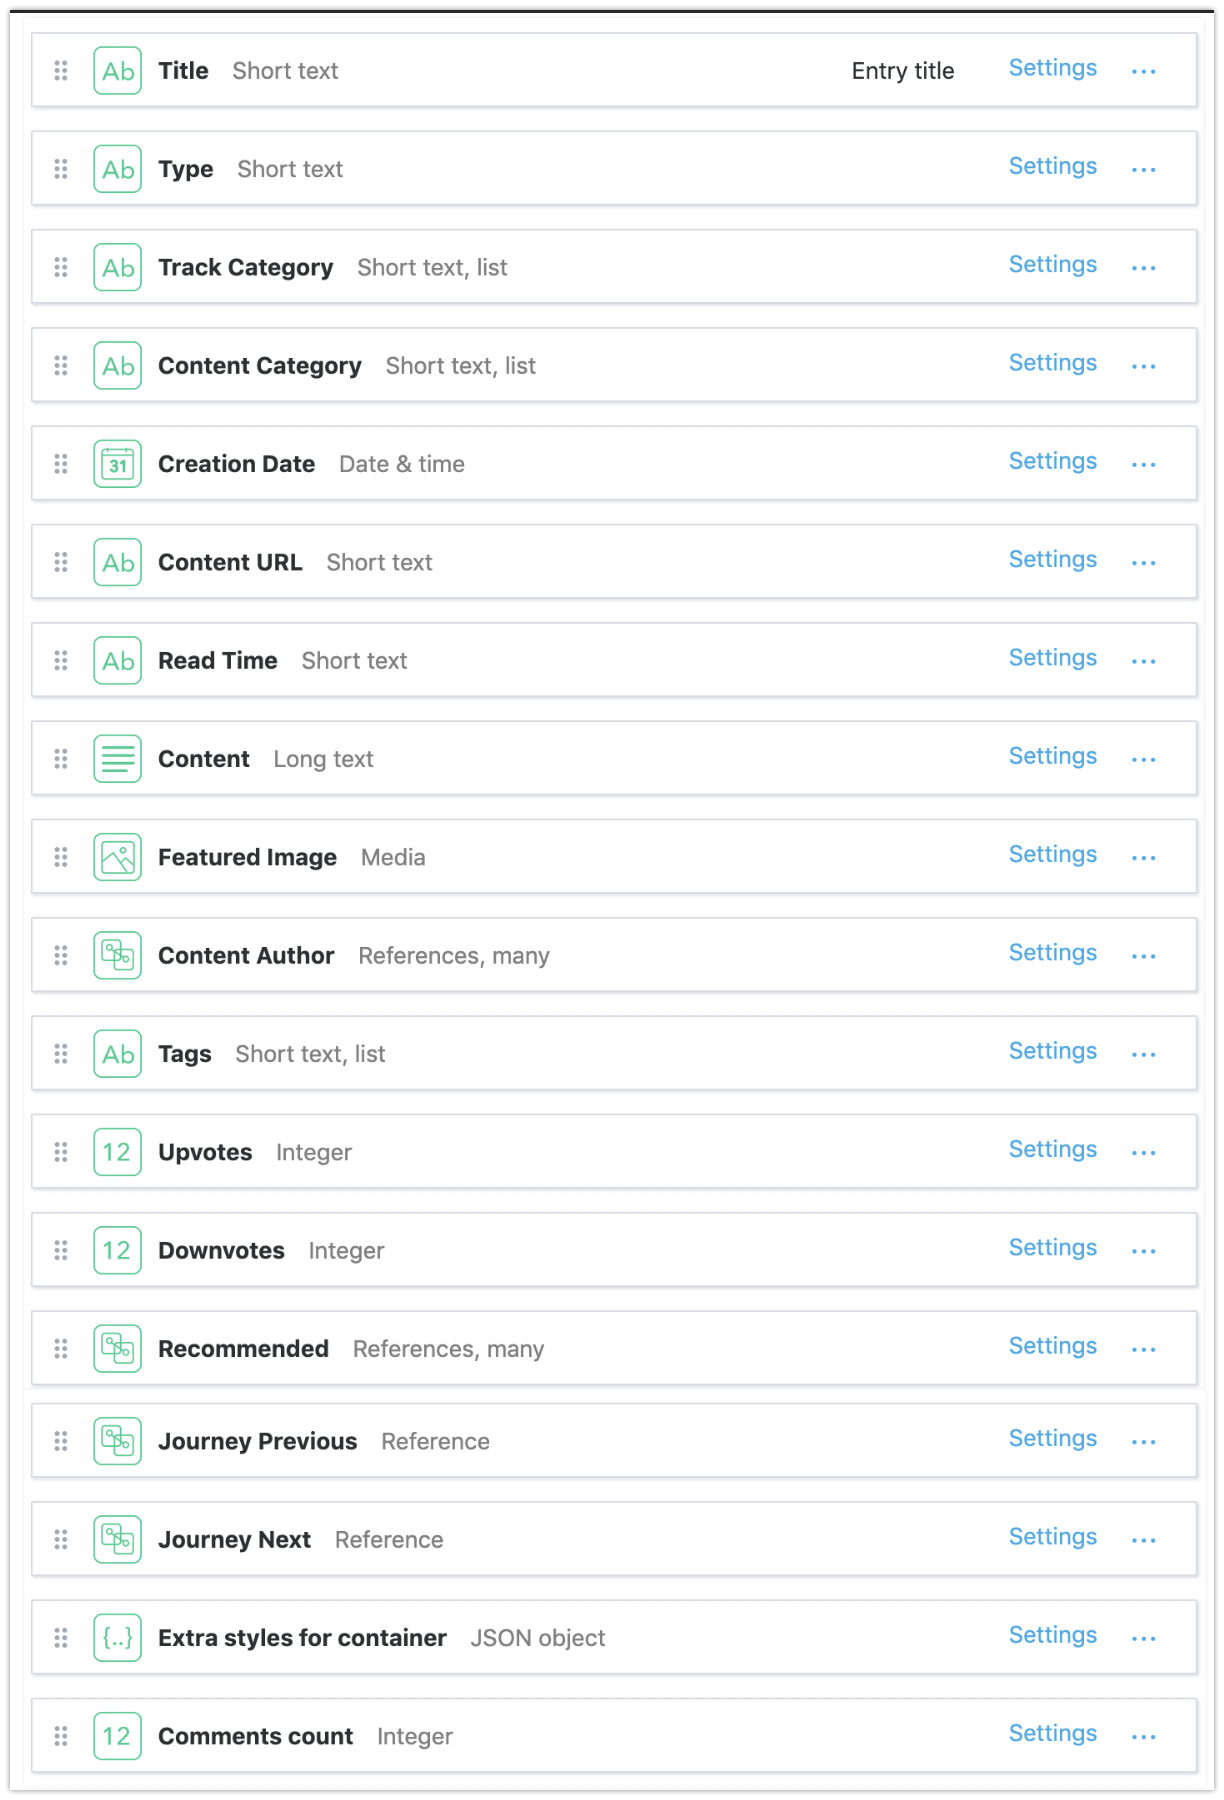 Ab Title Short text Entry title Settings ...
Ab Type Short text Settings ...
Ab Track Category Short text, list Settings ...
Ab Content Category Short text, list Settings ...
31 Creation Date Date & time Settings ...
Ab Content URL Short text Settings ...
Ab Read Time Short text Settings ...
Content Long text Settings ...
Featured Image Media Settings ...
Content Author References, many Settings ...
Ab Tags Short text, list Settings ...
12 Upvotes Integer Settings ...
12 Downvotes Integer Settings ...
Recommended References, many Settings ...
Journey Previous Reference Settings ...
Journey Next Reference Settings ...
{..} Extra styles for container JSON object Settings ...
12 Comments count Integer Settings ...